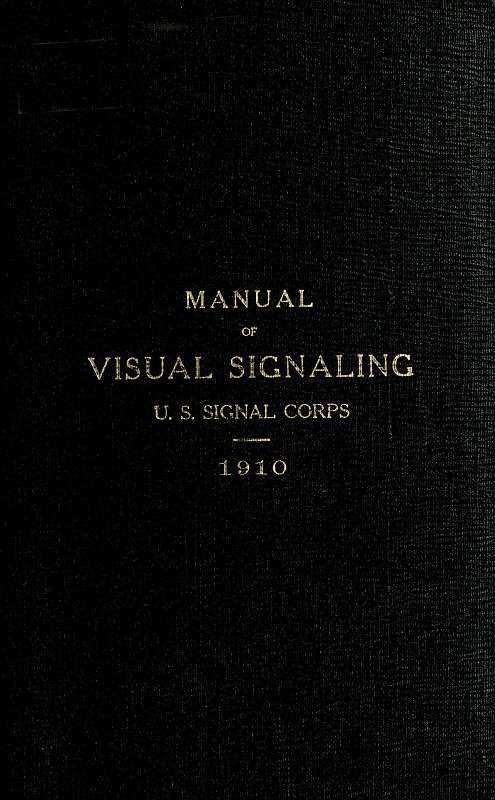 MANUAL
OF
VISUAL SIGNALING
U. S. SIGNAL CORPS
1910